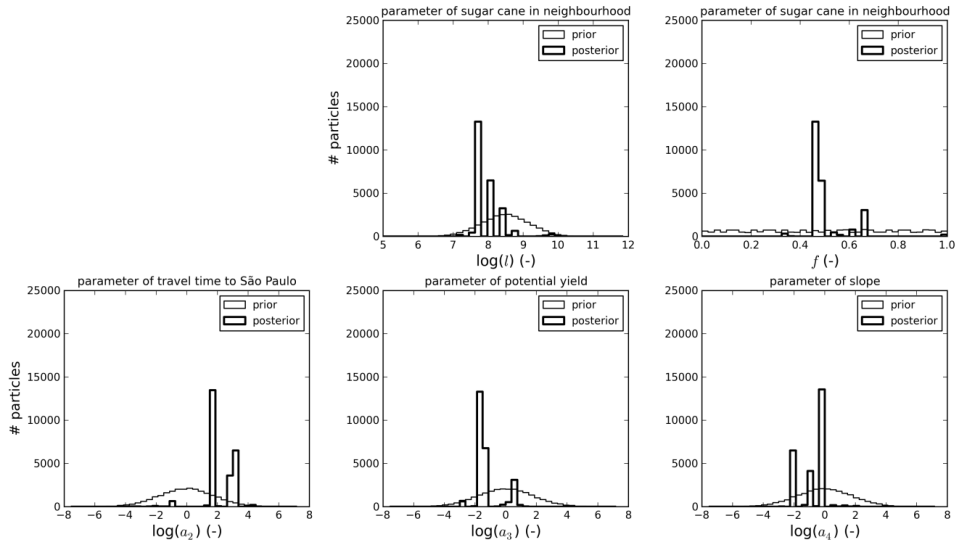 parameter of sugar cane in neighbourhood
25000
20000
15000
10000
5000
0
# particles
prior
posterior
5 6 7 8 9 10 11 12
log(l) (-)
parameter of sugar cane in neighbourhood
25000
20000
15000
10000
5000
0
prior
posterior
0.0 0.2 0.4 0.6 0.8 1.0
f (-)
parameter of travel time to São Paulo
25000
20000
15000
10000
5000
0
# particles
prior
posterior
−8 −6 −4 −2 0 2 4 6 8
log(a₂) (-)
parameter of potential yield
25000
20000
15000
10000
5000
0
prior
posterior
−8 −6 −4 −2 0 2 4 6 8
log(a₃) (-)
parameter of slope
25000
20000
15000
10000
5000
0
prior
posterior
−8 −6 −4 −2 0 2 4 6 8
log(a₄) (-)